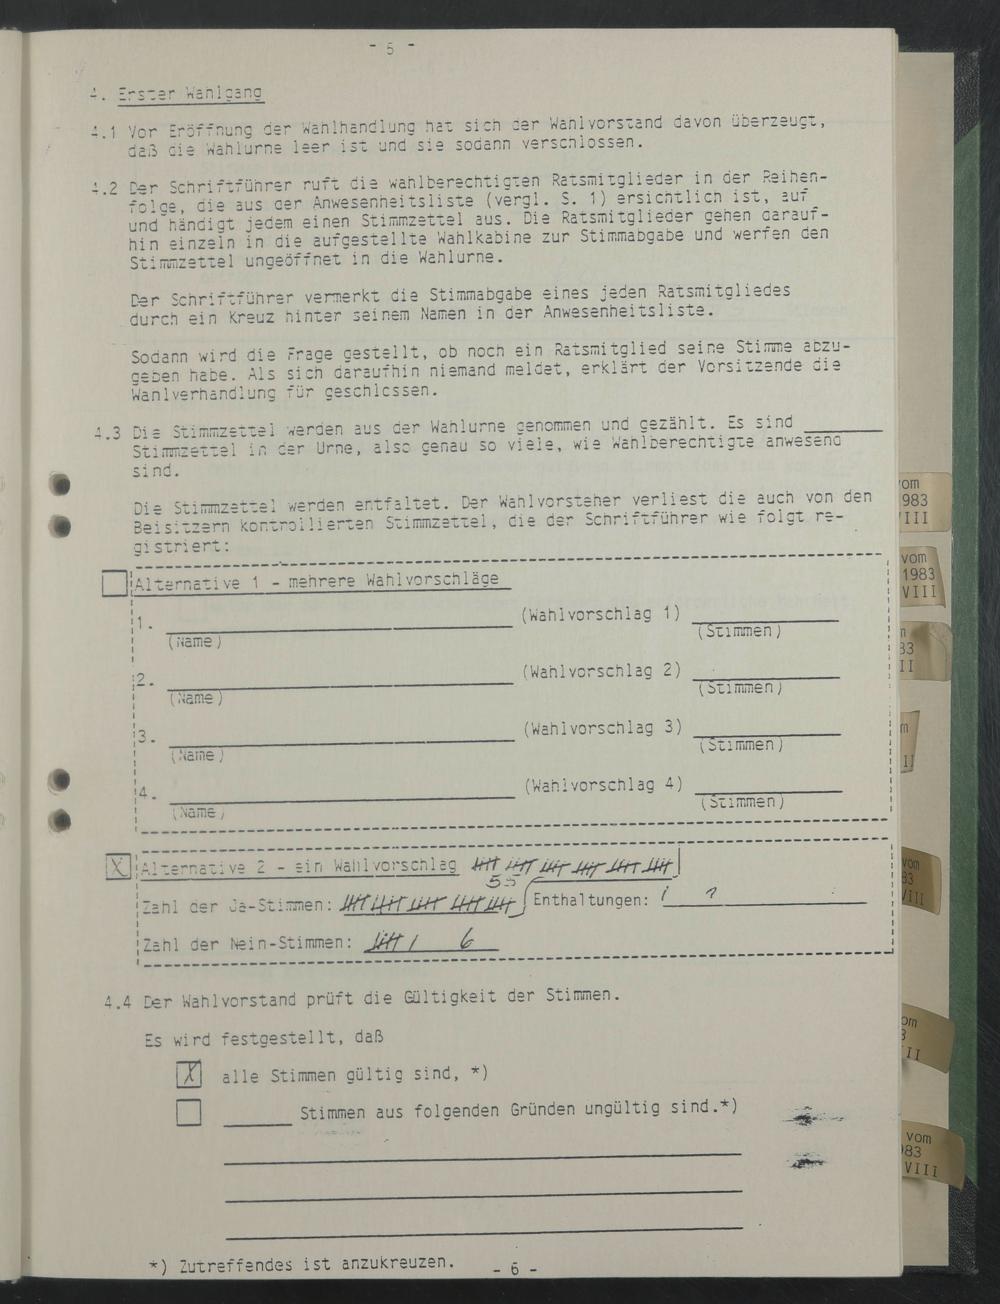 - 5 -
4. Erster Wahlgang
4.1 Vor Eröffnung der Wahlhandlung hat sich der Wahlvorstand davon überzeugt,
daß die Wahlurne leer ist und sie sodann verschlossen.
4.2 Der Schriftführer ruft die wahlberechtigten Ratsmitglieder in der Reihen-
folge, die aus der Anwesenheitsliste (vergl. S. 1) ersichtlich ist, auf
und händigt jedem einen Stimmzettel aus. Die Ratsmitglieder gehen darauf-
hin einzeln in die aufgestellte Wahlkabine zur Stimmabgabe und werfen den
Stimmzettel ungeöffnet in die Wahlurne.
Der Schriftführer vermerkt die Stimmabgabe eines jeden Ratsmitgliedes
durch ein Kreuz hinter seinem Namen in der Anwesenheitsliste.
Sodann wird die Frage gestellt, ob noch ein Ratsmitglied seine Stimme abzu-
geben habe. Als sich daraufhin niemand meldet, erklärt der Vorsitzende die
Wahlverhandlung für geschlossen.
4.3 Die Stimmzettel werden aus der Wahlurne genommen und gezählt. Es sind
Stimmzettel in der Urne, also genau so viele, wie Wahlberechtigte anwesend
sind.
Die Stimmzettel werden entfaltet. Der Wahlvorsteher verliest die auch von den
Beisitzern kontrollierten Stimmzettel, die der Schriftführer wie folgt re-
gistriert:
Alternative 1 - mehrere Wahlvorschläge
1. (Wahlvorschlag 1)
(Name) (Stimmen)
2. (Wahlvorschlag 2)
(Name) (Stimmen)
3. (Wahlvorschlag 3)
(Name) (Stimmen)
4. (Wahlvorschlag 4)
(Name) (Stimmen)
X Alternative 2 - ein Wahlvorschlag
55
Zahl der Ja-Stimmen: Enthaltungen: 1 1
Zahl der Nein-Stimmen: 6
4.4 Der Wahlvorstand prüft die Gültigkeit der Stimmen.
Es wird festgestellt, daß
X alle Stimmen gültig sind, *)
Stimmen aus folgenden Gründen ungültig sind.*)
*) Zutreffendes ist anzukreuzen.
- 6 -
vom
1983
VIII
vom
VIII
vom
VIII